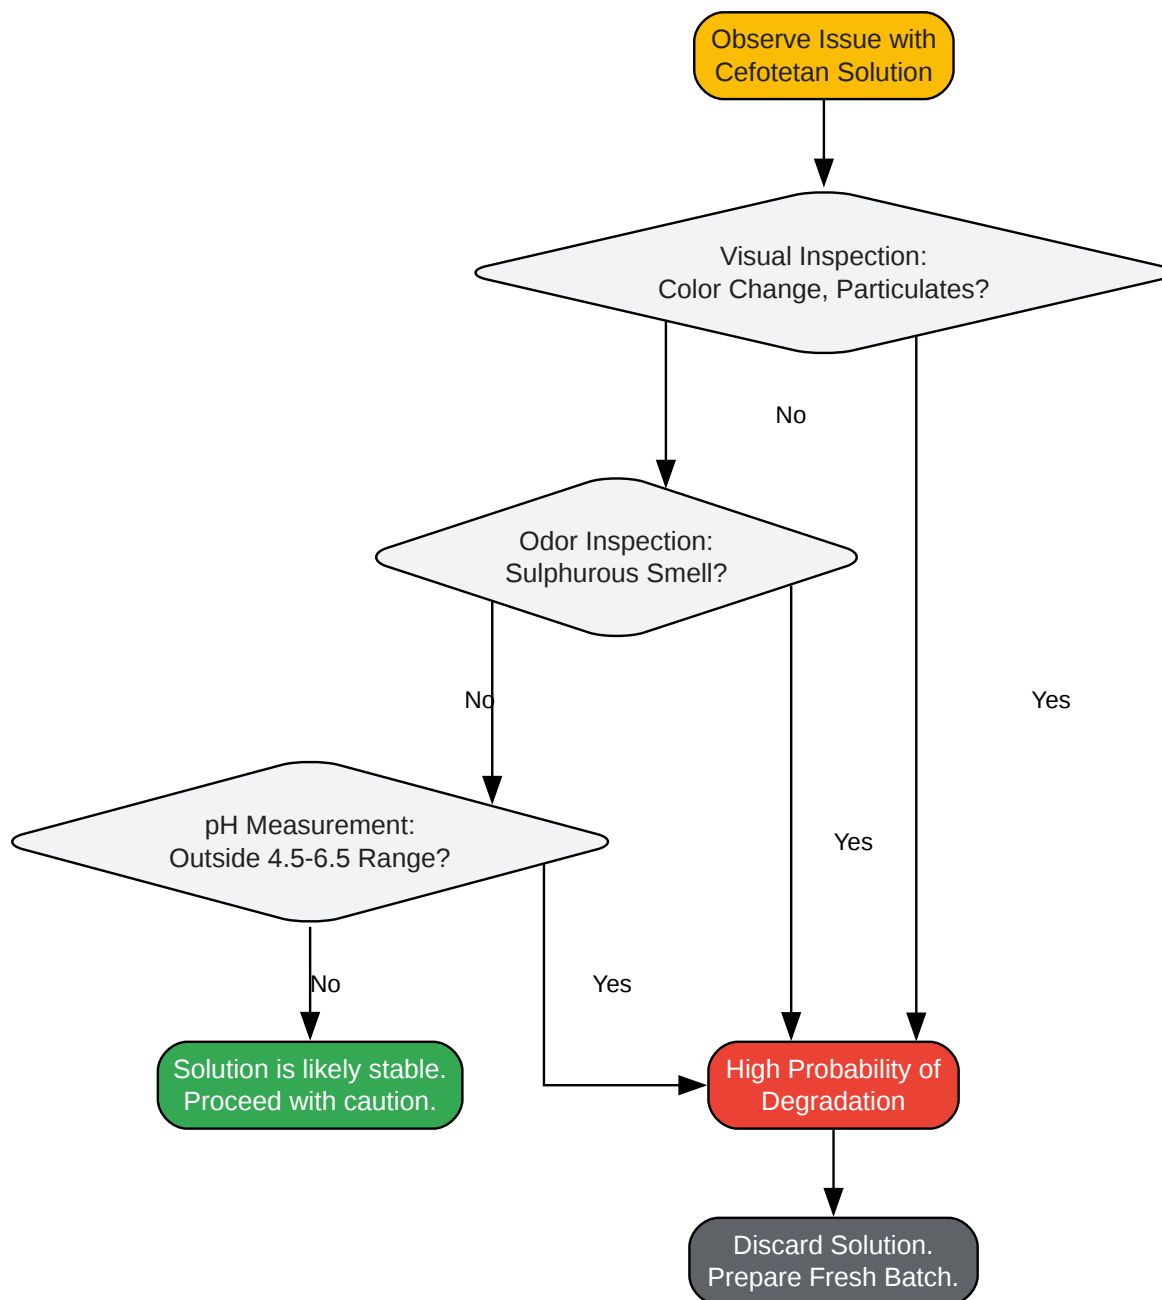 Observe Issue with
Cefotetan Solution
Visual Inspection:
Color Change, Particulates?
No
Odor Inspection:
Sulphurous Smell?
No
Yes
pH Measurement:
Outside 4.5-6.5 Range?
Yes
No
Yes
Solution is likely stable.
Proceed with caution.
High Probability of
Degradation
Discard Solution.
Prepare Fresh Batch.